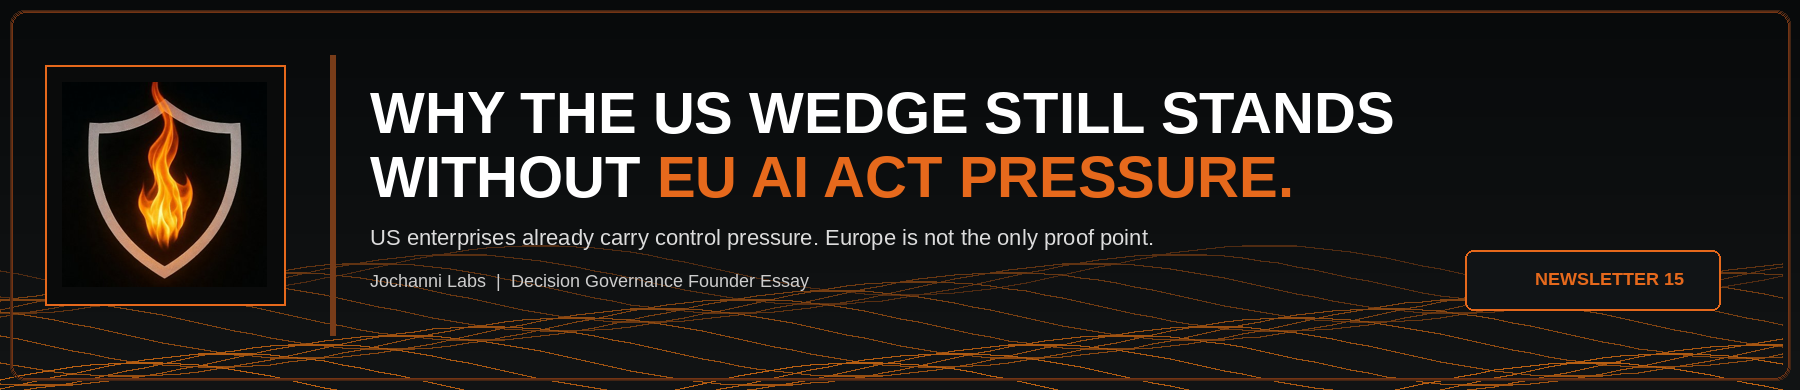 WHY THE US WEDGE STILL STANDS
WITHOUT EU AI ACT PRESSURE.
US enterprises already carry control pressure. Europe is not the only proof point.
Jochanni Labs | Decision Governance Founder Essay
NEWSLETTER 15